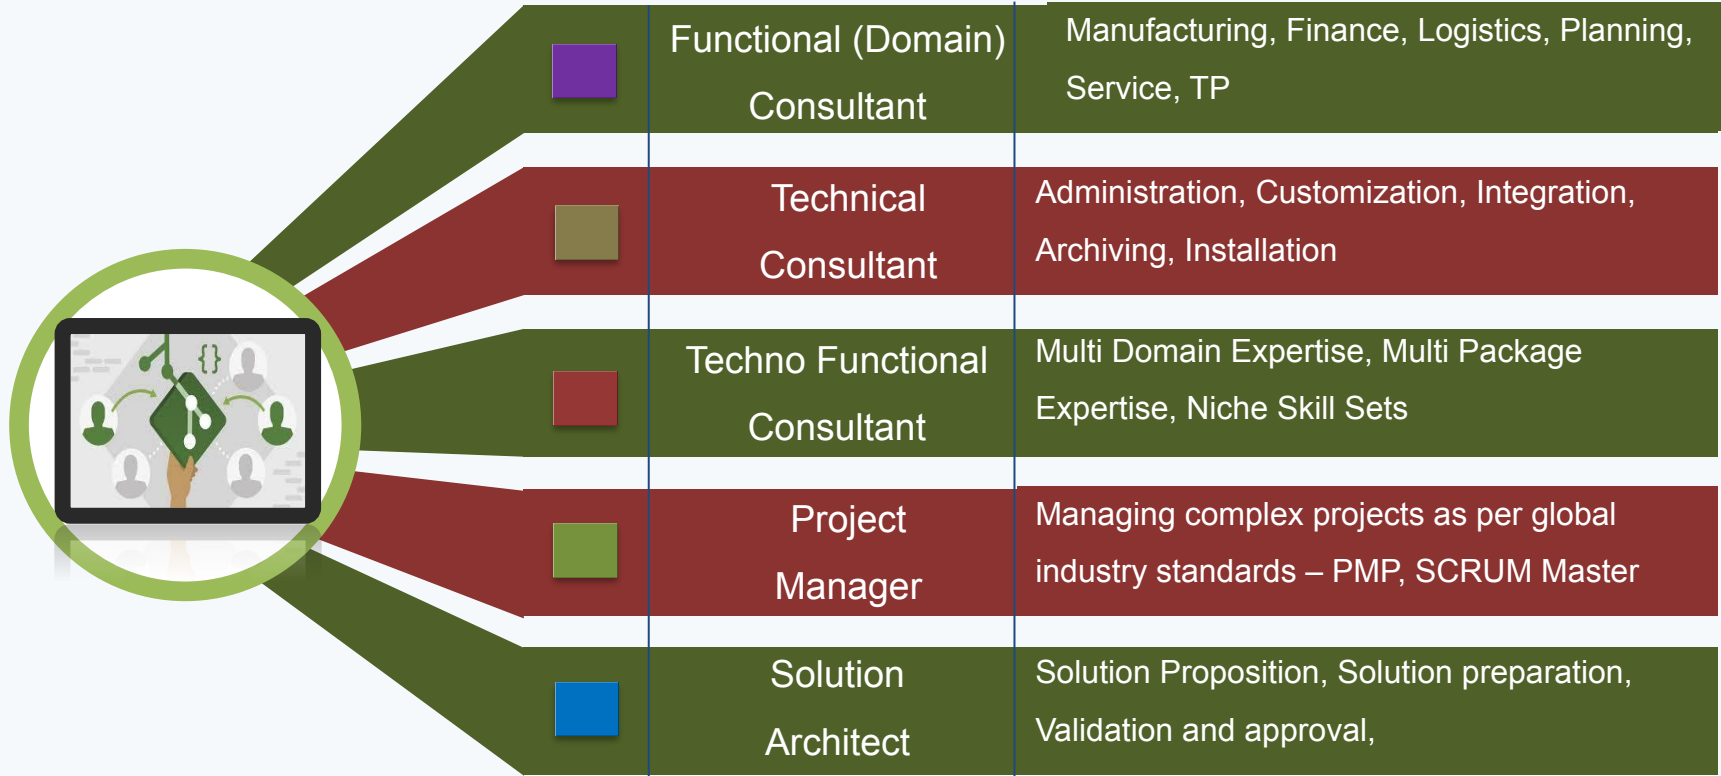 Functional (Domain)
Consultant
Manufacturing, Finance, Logistics, Planning,
Service, TP
Technical
Consultant
Administration, Customization, Integration,
Archiving, Installation
Techno Functional
Consultant
Multi Domain Expertise, Multi Package
Expertise, Niche Skill Sets
Project
Manager
Managing complex projects as per global
industry standards – PMP, SCRUM Master
Solution
Architect
Solution Proposition, Solution preparation,
Validation and approval,
{}